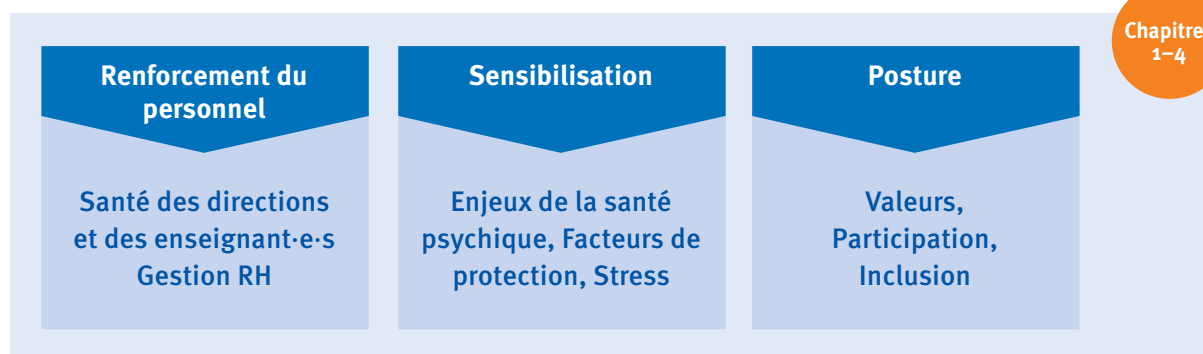 Chapitre
1–4
Renforcement du
personnel
Santé des directions
et des enseignant·e·s
Gestion RH
Sensibilisation
Enjeux de la santé
psychique, Facteurs de
protection, Stress
Posture
Valeurs,
Participation,
Inclusion